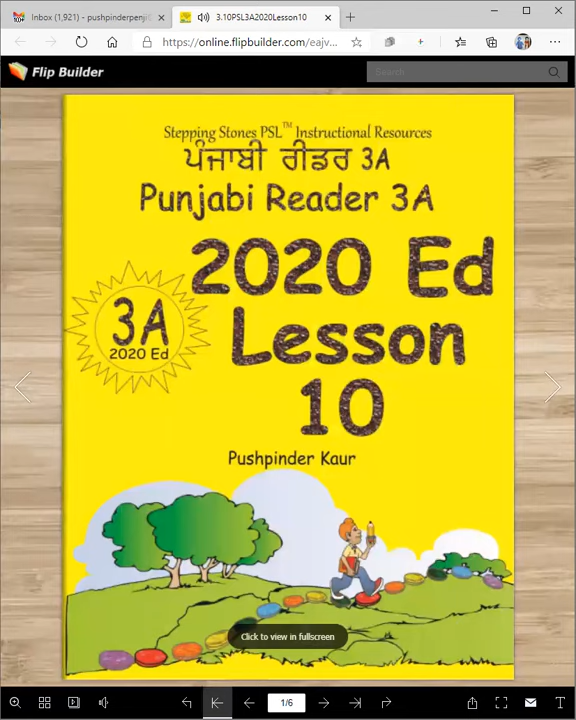 Inbox (1,921) - pushpinderpenji
3.10PSL3A2020Lesson10
https://online.flipbuilder.com/eajv...
Flip Builder
Search
Stepping Stones PSL™ Instructional Resources
ਪੰਜਾਬੀ ਰੀਡਰ 3A
Punjabi Reader 3A
2020 Ed
Lesson
10
3A
2020 Ed
Pushpinder Kaur
Click to view in fullscreen
1/6